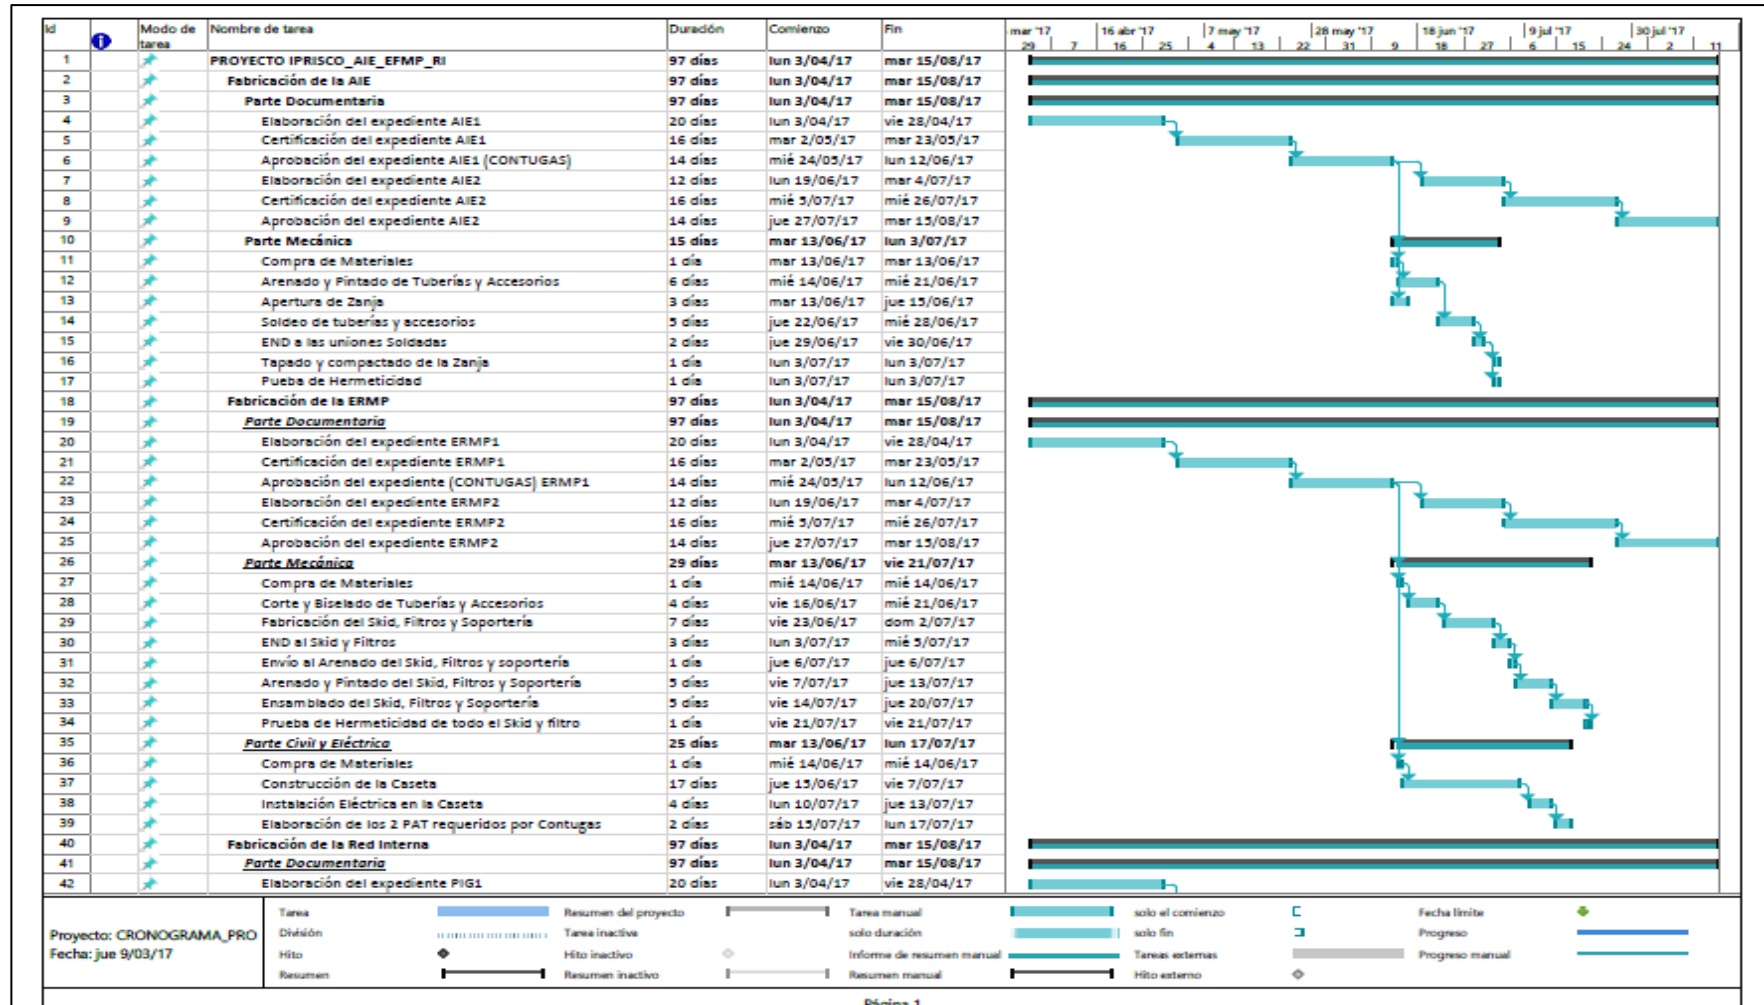 Id Modo de tarea Nombre de tarea Duración Comienzo Fin
mar '17 16 abr '17 7 may '17 28 may '17 18 jun '17 9 jul '17 30 jul '17
29 7 16 25 4 13 22 31 9 18 27 6 15 24 2 11
1 PROYECTO IPRISCO_AIE_EFMP_RI 97 días lun 3/04/17 mar 15/08/17
2 Fabricación de la AIE 97 días lun 3/04/17 mar 15/08/17
3 Parte Documentaria 97 días lun 3/04/17 mar 15/08/17
4 Elaboración del expediente AIE1 20 días lun 3/04/17 vie 28/04/17
5 Certificación del expediente AIE1 16 días mar 2/05/17 mar 23/05/17
6 Aprobación del expediente AIE1 (CONTUGAS) 14 días mié 24/05/17 lun 12/06/17
7 Elaboración del expediente AIE2 12 días lun 19/06/17 mar 4/07/17
8 Certificación del expediente AIE2 16 días mié 5/07/17 mié 26/07/17
9 Aprobación del expediente AIE2 14 días jue 27/07/17 mar 15/08/17
10 Parte Mecánica 15 días mar 13/06/17 lun 3/07/17
11 Compra de Materiales 1 día mar 13/06/17 mar 13/06/17
12 Arenado y Pintado de Tuberías y Accesorios 6 días mié 14/06/17 mié 21/06/17
13 Apertura de Zanja 3 días mar 13/06/17 jue 15/06/17
14 Soldeo de tuberías y accesorios 5 días jue 22/06/17 mié 28/06/17
15 END a las uniones Soldadas 2 días jue 29/06/17 vie 30/06/17
16 Tapado y compactado de la Zanja 1 día lun 3/07/17 lun 3/07/17
17 Pueba de Hermeticidad 1 día lun 3/07/17 lun 3/07/17
18 Fabricación de la ERMP 97 días lun 3/04/17 mar 15/08/17
19 Parte Documentaria 97 días lun 3/04/17 mar 15/08/17
20 Elaboración del expediente ERMP1 20 días lun 3/04/17 vie 28/04/17
21 Certificación del expediente ERMP1 16 días mar 2/05/17 mar 23/05/17
22 Aprobación del expediente (CONTUGAS) ERMP1 14 días mié 24/05/17 lun 12/06/17
23 Elaboración del expediente ERMP2 12 días lun 19/06/17 mar 4/07/17
24 Certificación del expediente ERMP2 16 días mié 5/07/17 mié 26/07/17
25 Aprobación del expediente ERMP2 14 días jue 27/07/17 mar 15/08/17
26 Parte Mecánica 29 días mar 13/06/17 vie 21/07/17
27 Compra de Materiales 1 día mié 14/06/17 mié 14/06/17
28 Corte y Biselado de Tuberías y Accesorios 4 días vie 16/06/17 mié 21/06/17
29 Fabricación del Skid, Filtros y Soportería 7 días vie 23/06/17 dom 2/07/17
30 END al Skid y Filtros 3 días lun 3/07/17 mié 5/07/17
31 Envío al Arenado del Skid, Filtros y soportería 1 día jue 6/07/17 jue 6/07/17
32 Arenado y Pintado del Skid, Filtros y Soportería 5 días vie 7/07/17 jue 13/07/17
33 Ensamblado del Skid, Filtros y Soportería 5 días vie 14/07/17 jue 20/07/17
34 Prueba de Hermeticidad de todo el Skid y filtro 1 día vie 21/07/17 vie 21/07/17
35 Parte Civil y Eléctrica 25 días mar 13/06/17 lun 17/07/17
36 Compra de Materiales 1 día mié 14/06/17 mié 14/06/17
37 Construcción de la Caseta 17 días jue 15/06/17 vie 7/07/17
38 Instalación Eléctrica en la Caseta 4 días lun 10/07/17 jue 13/07/17
39 Elaboración de los 2 PAT requeridos por Contugas 2 días sáb 15/07/17 lun 17/07/17
40 Fabricación de la Red Interna 97 días lun 3/04/17 mar 15/08/17
41 Parte Documentaria 97 días lun 3/04/17 mar 15/08/17
42 Elaboración del expediente PIG1 20 días lun 3/04/17 vie 28/04/17
Proyecto: CRONOGRAMA_PRO
Fecha: jue 9/03/17
Tarea Resumen del proyecto Tarea manual solo el comienzo Fecha límite
División Tarea inactiva solo duración solo fin Progreso
Hito Hito inactivo Informe de resumen manual Tareas externas Progreso manual
Resumen Resumen inactivo Resumen manual Hito externo
Página 1